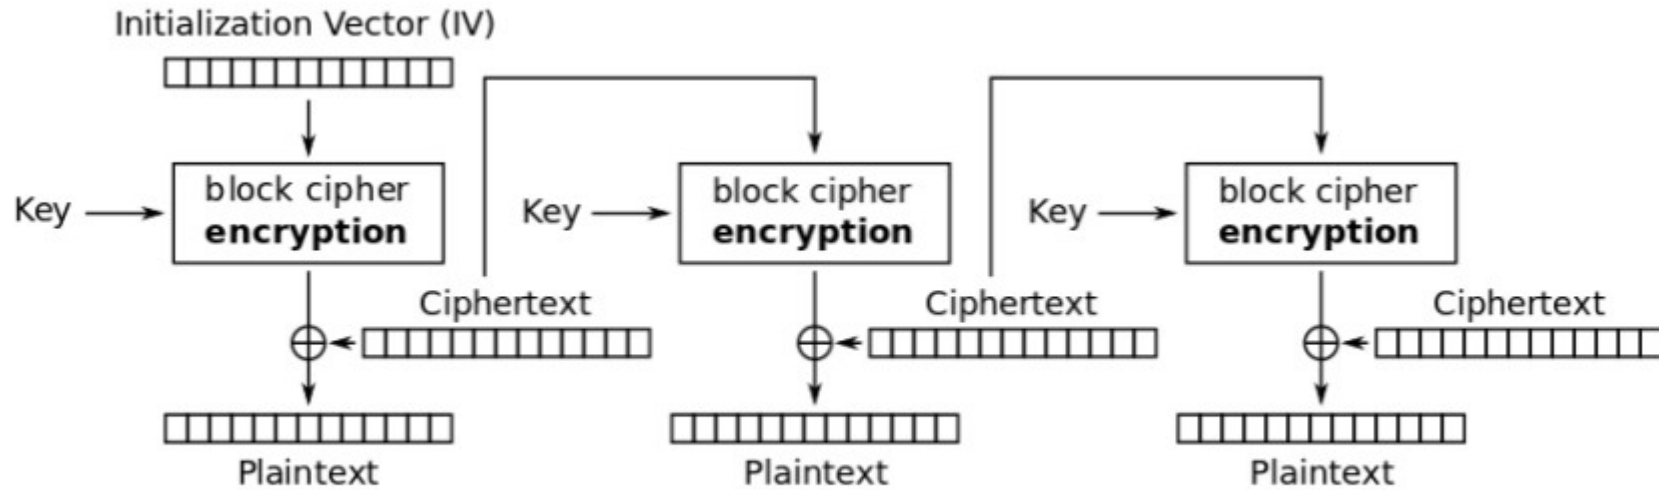 Initialization Vector (IV)
Key
block cipher
encryption
Key
block cipher
encryption
Key
block cipher
encryption
Ciphertext
Ciphertext
Ciphertext
Plaintext
Plaintext
Plaintext